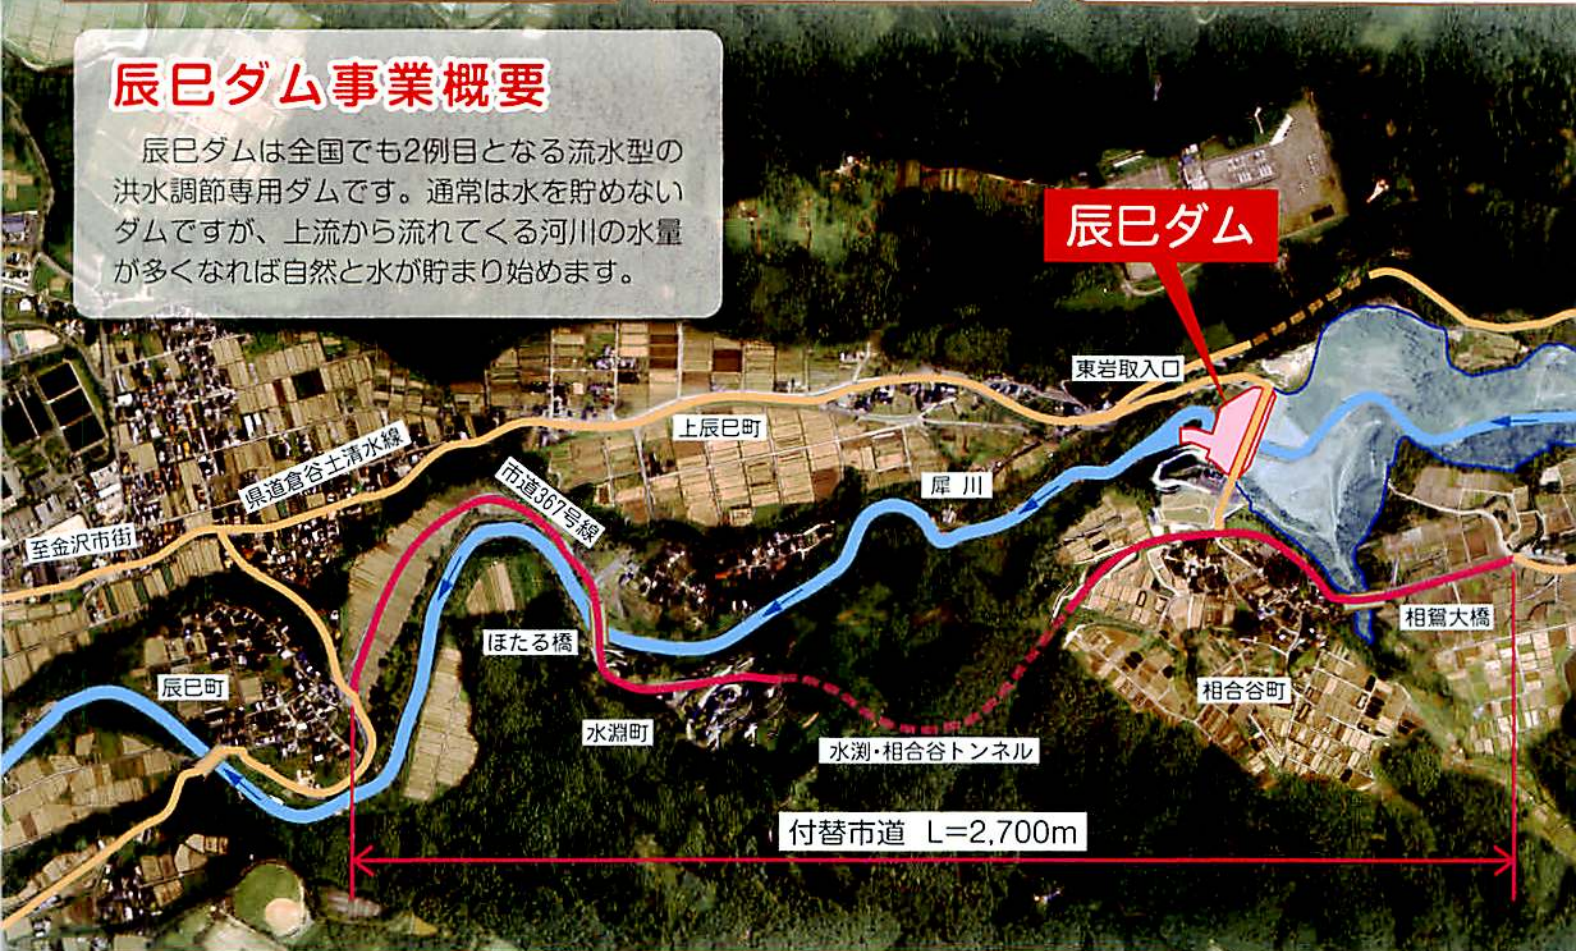 辰巳ダム事業概要
辰巳ダムは全国でも2例目となる流水型の
洪水調節専用ダムです。通常は水を貯めない
ダムですが、上流から流れてくる河川の水量
が多くなれば自然と水が貯まり始めます。
辰巳ダム
東岩取入口
上辰巳町
県道倉谷土清水線
市道367号線
犀川
至金沢市街
ほたる橋
相鴛大橋
辰巳町
相合谷町
水淵町
水渕・相合谷トンネル
付替市道 L=2,700m